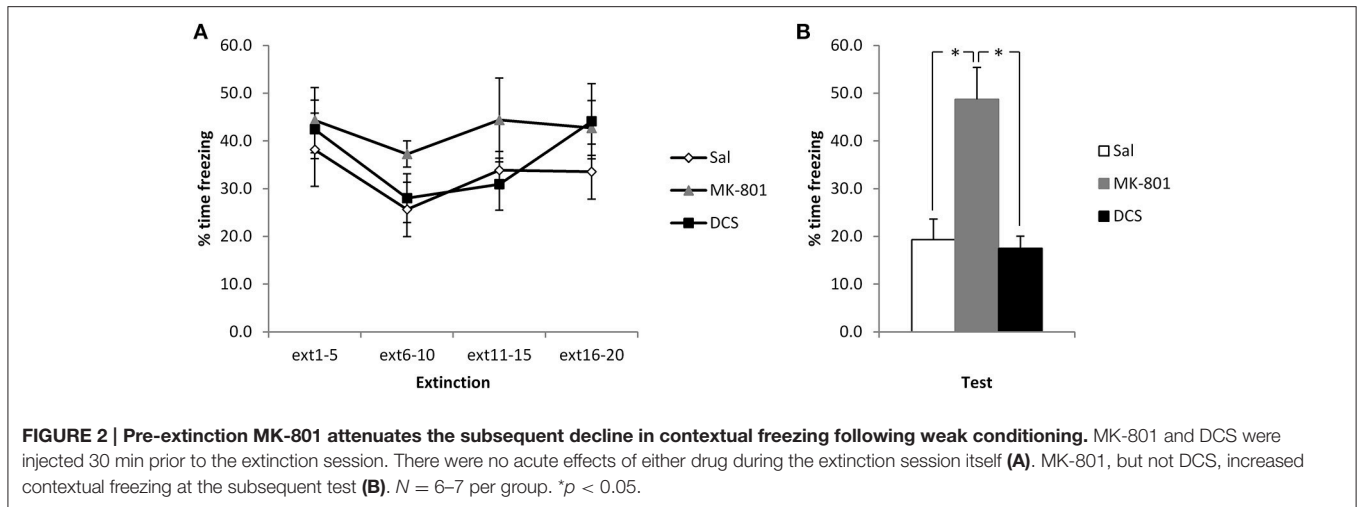 A
60.0
50.0
40.0
30.0
20.0
10.0
0.0
% time freezing
ext1-5 ext6-10 ext11-15 ext16-20
Extinction
Sal
MK-801
DCS
B
60.0
50.0
40.0
30.0
20.0
10.0
0.0
% time freezing
* *
Test
Sal
MK-801
DCS
FIGURE 2 | Pre-extinction MK-801 attenuates the subsequent decline in contextual freezing following weak conditioning. MK-801 and DCS were
injected 30 min prior to the extinction session. There were no acute effects of either drug during the extinction session itself (A). MK-801, but not DCS, increased
contextual freezing at the subsequent test (B). N = 6–7 per group. *p < 0.05.